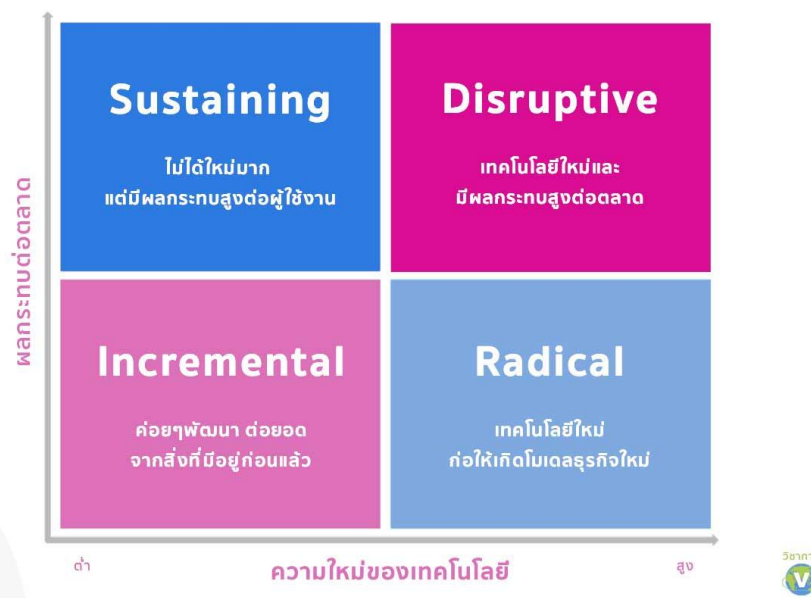 Sustaining
ไม่ได้ใหม่มาก
แต่มีผลกระทบสูงต่อผู้ใช้งาน
Disruptive
เทคโนโลยีใหม่และ
มีผลกระทบสูงต่อตลาด
ผลกระทบต่อตลาด
Incremental
ค่อยๆพัฒนา ต่อยอด
จากสิ่งที่มีอยู่ก่อนแล้ว
Radical
เทคโนโลยีใหม่
ก่อให้เกิดโมเดลธุรกิจใหม่
ต่ำ
ความใหม่ของเทคโนโลยี
สูง
V